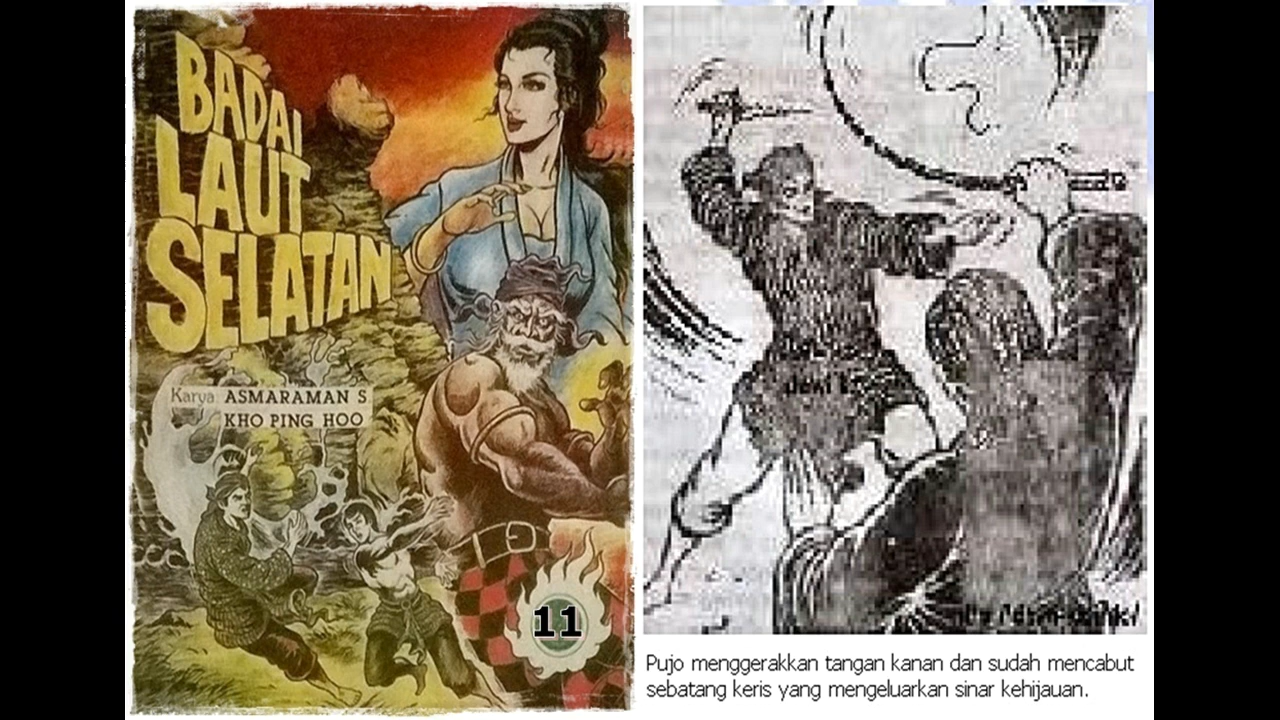 BADAI
LAUT
SELATAN
Karya: ASMARAMAN S
KHO PING HOO
11
Pujo menggerakkan tangan kanan dan sudah mencabut
sebatang keris yang mengeluarkan sinar kehijauan.